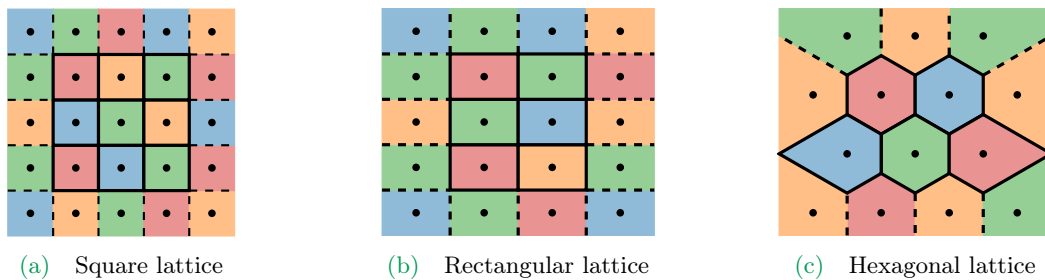 (a) Square lattice
(b) Rectangular lattice
(c) Hexagonal lattice